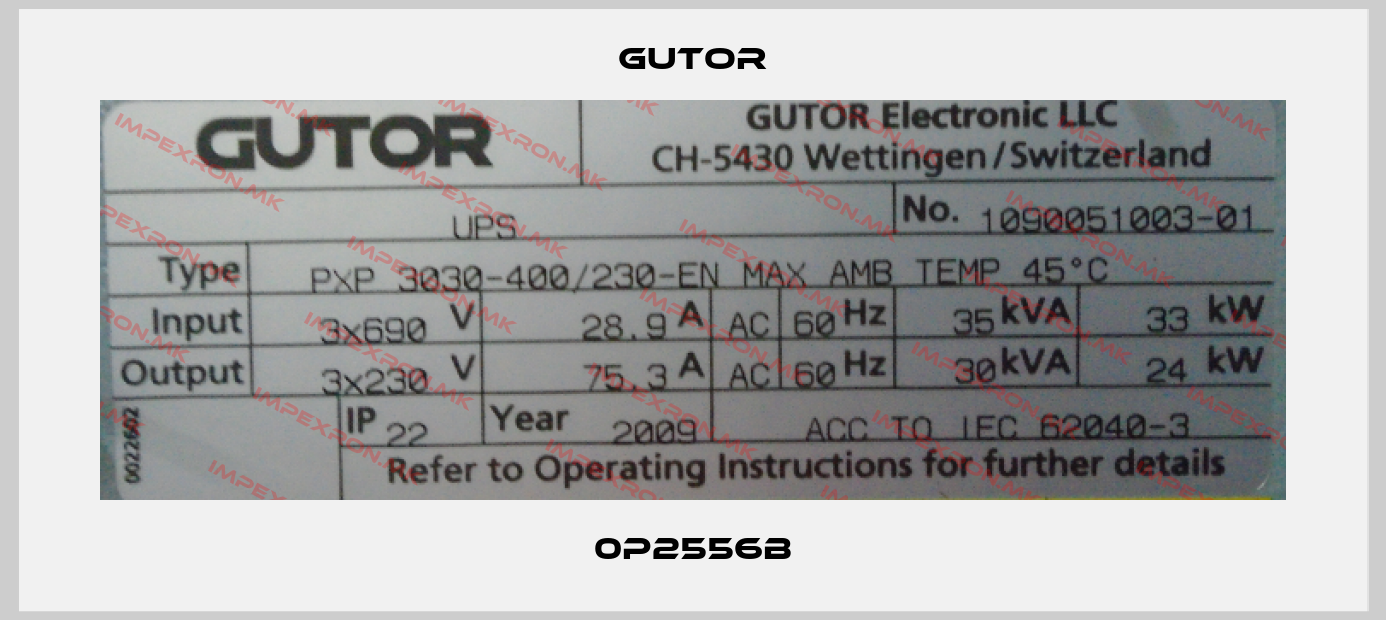 GUTOR
GUTOR
GUTOR Electronic LLC
CH-5430 Wettingen/Switzerland
UPS
No. 1090051003-01
Type PXP 3030-400/230-EN MAX AMB TEMP 45°C
Input 3x690 V 28.9 A AC 60 Hz 35 kVA 33 kW
Output 3x230 V 75.3 A AC 60 Hz 30 kVA 24 kW
00222602
IP 22 Year 2009 ACC TO IEC 62040-3
Refer to Operating Instructions for further details
IMPEXRON.MK
0P2556B